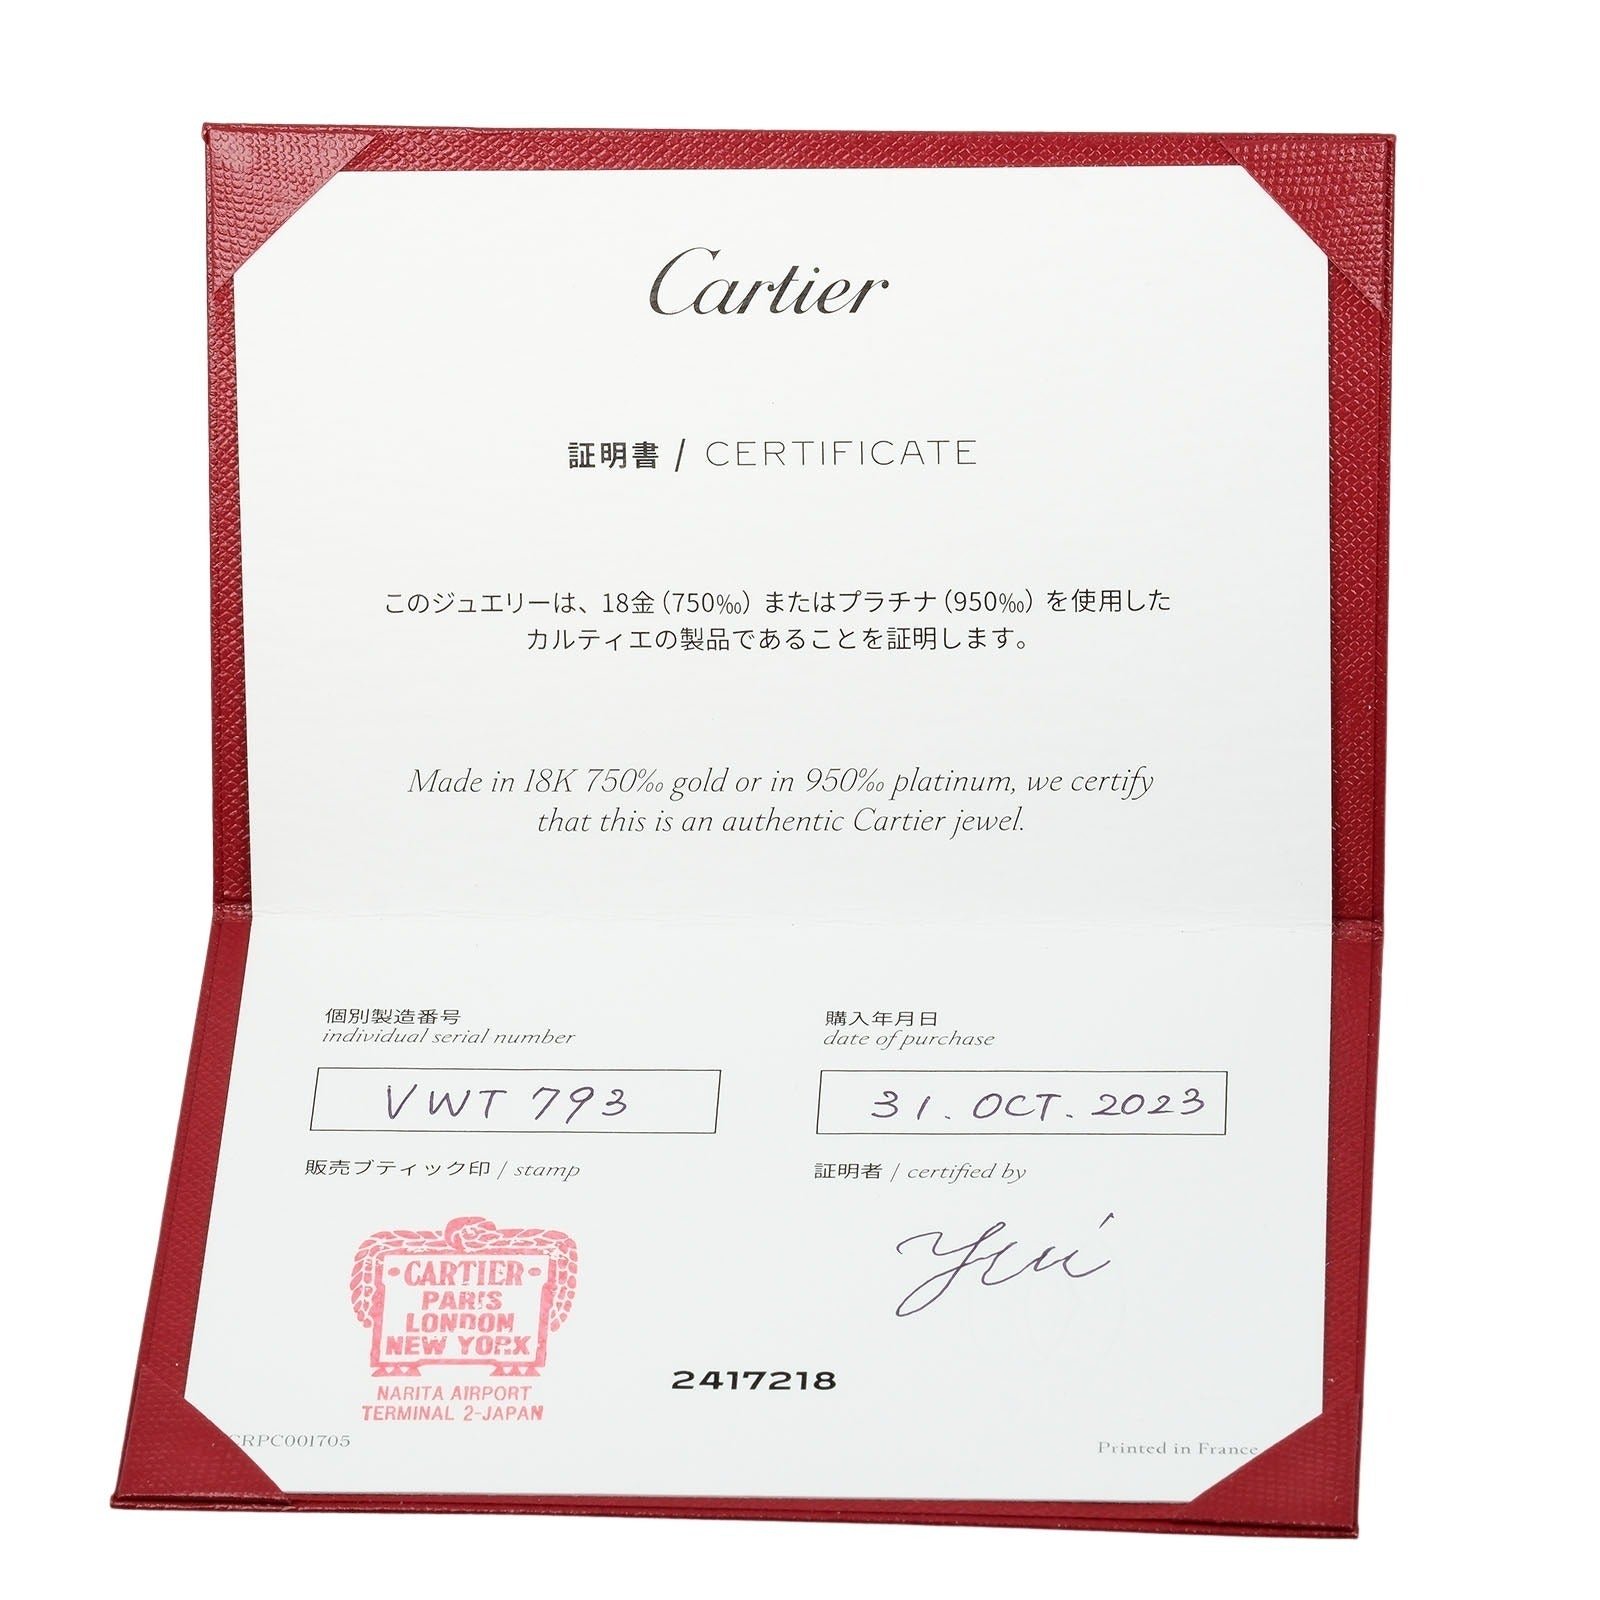 Cartier
証明書 / CERTIFICATE
このジュエリーは、18金（750‰）またはプラチナ（950‰）を使用した
カルティエの製品であることを証明します。
Made in 18K 750‰ gold or in 950‰ platinum, we certify
that this is an authentic Cartier jewel.
個別製造番号
individual serial number
VWT 793
購入年月日
date of purchase
31. OCT. 2023
販売ブティック印 / stamp
·CARTIER·
PARIS
LONDON
NEW YORK
NARITA AIRPORT
TERMINAL 2-JAPAN
証明者 / certified by
Yui
2417218
CRPC001705
Printed in France